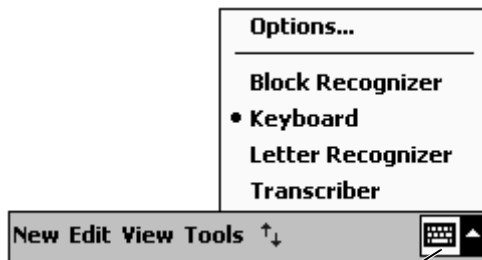 Options...
Block Recognizer
Keyboard
Letter Recognizer
Transcriber
New Edit View Tools